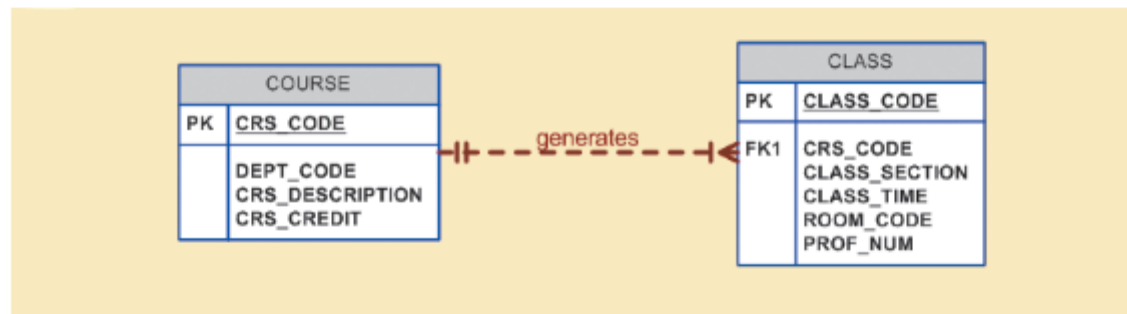 COURSE
PK CRS_CODE
DEPT_CODE
CRS_DESCRIPTION
CRS_CREDIT
generates
CLASS
PK CLASS_CODE
FK1 CRS_CODE
CLASS_SECTION
CLASS_TIME
ROOM_CODE
PROF_NUM